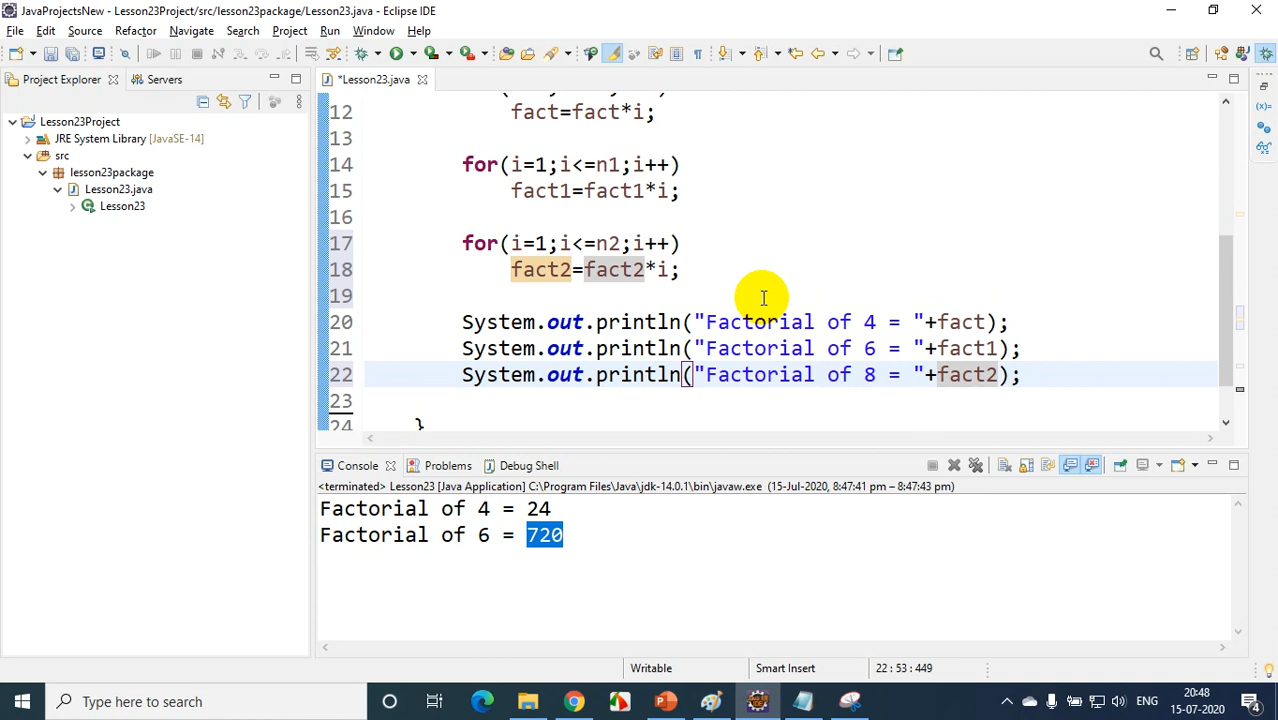 JavaProjectsNew - Lesson23Project/src/lesson23package/Lesson23.java - Eclipse IDE
File Edit Source Refactor Navigate Search Project Run Window Help
Project Explorer Servers
*Lesson23.java
Lesson23Project
JRE System Library [JavaSE-14]
src
lesson23package
Lesson23.java
Lesson23
12 fact=fact*i;
13
14 for(i=1;i<=n1;i++)
15 fact1=fact1*i;
16
17 for(i=1;i<=n2;i++)
18 fact2=fact2*i;
19
20 System.out.println("Factorial of 4 = "+fact);
21 System.out.println("Factorial of 6 = "+fact1);
22 System.out.println("Factorial of 8 = "+fact2);
23
24 }
Console Problems Debug Shell
<terminated> Lesson23 [Java Application] C:\Program Files\Java\jdk-14.0.1\bin\javaw.exe (15-Jul-2020, 8:47:41 pm – 8:47:43 pm)
Factorial of 4 = 24
Factorial of 6 = 720
Writable Smart Insert 22 : 53 : 449
Type here to search
ENG
20:48
15-07-2020
4